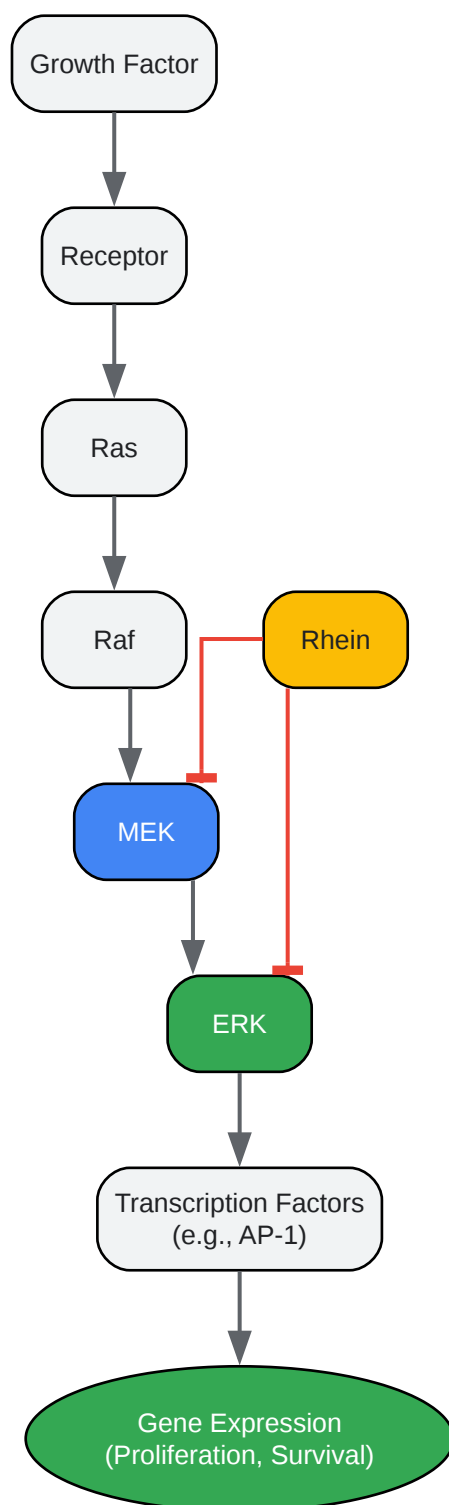 Growth Factor
Receptor
Ras
Raf
Rhein
MEK
ERK
Transcription Factors
(e.g., AP-1)
Gene Expression
(Proliferation, Survival)